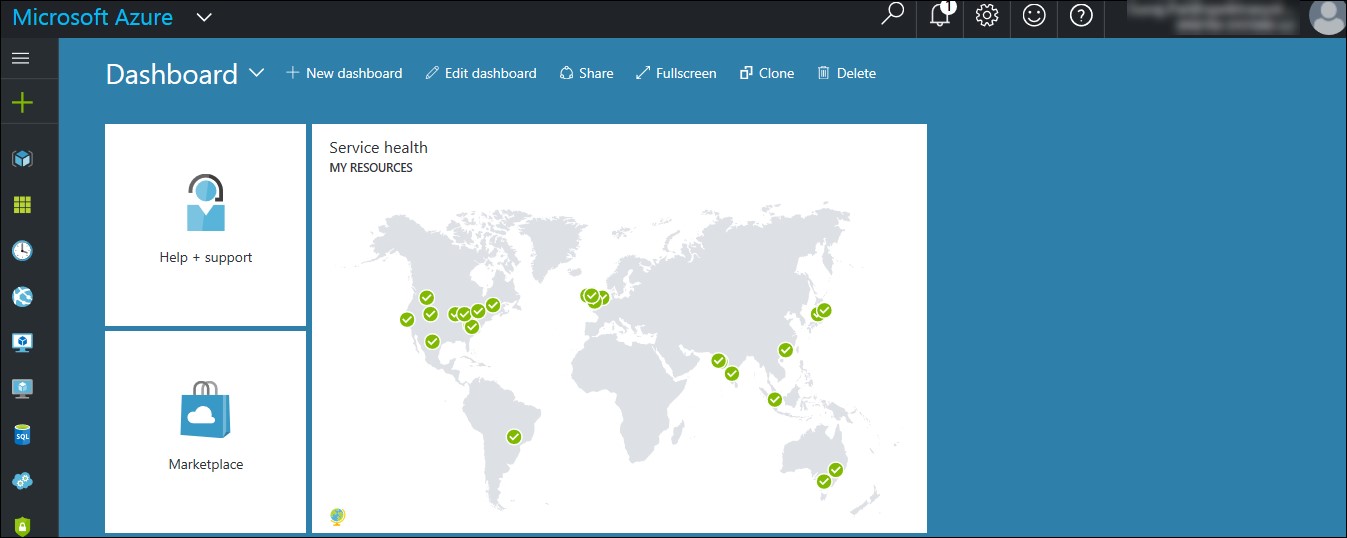 Microsoft Azure
1
Dashboard
New dashboard
Edit dashboard
Share
Fullscreen
Clone
Delete
Help + support
Service health
MY RESOURCES
Marketplace
SQL